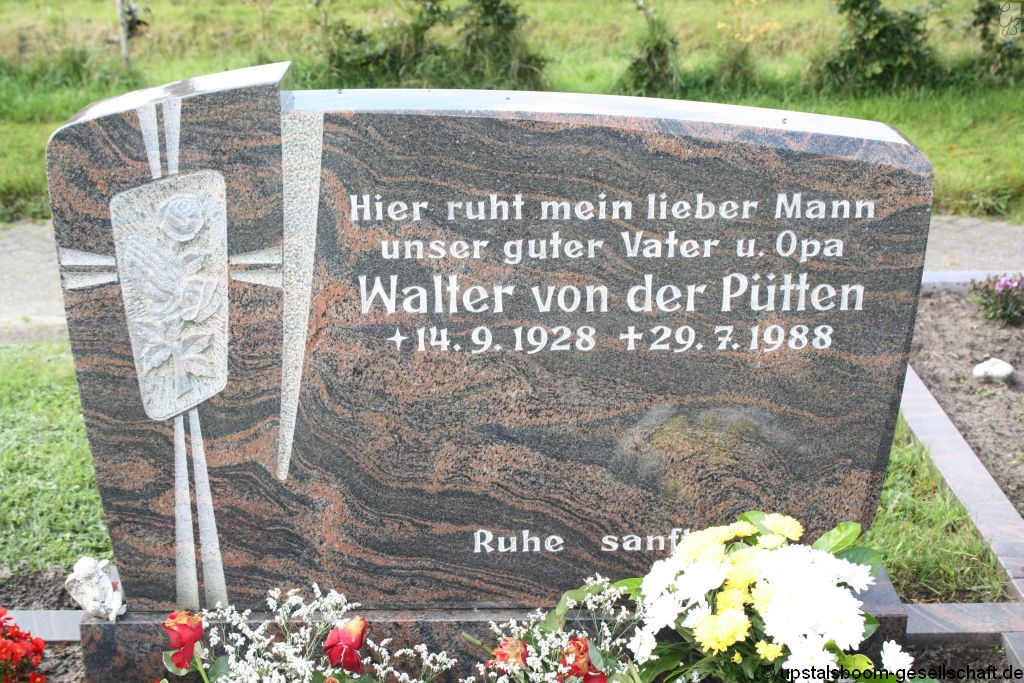 Hier ruht mein lieber Mann
unser guter Vater u. Opa
Walter von der Pütten
14. 9. 1928 29. 7. 1988
Ruhe
© upstalsboom-gesellschaft.de